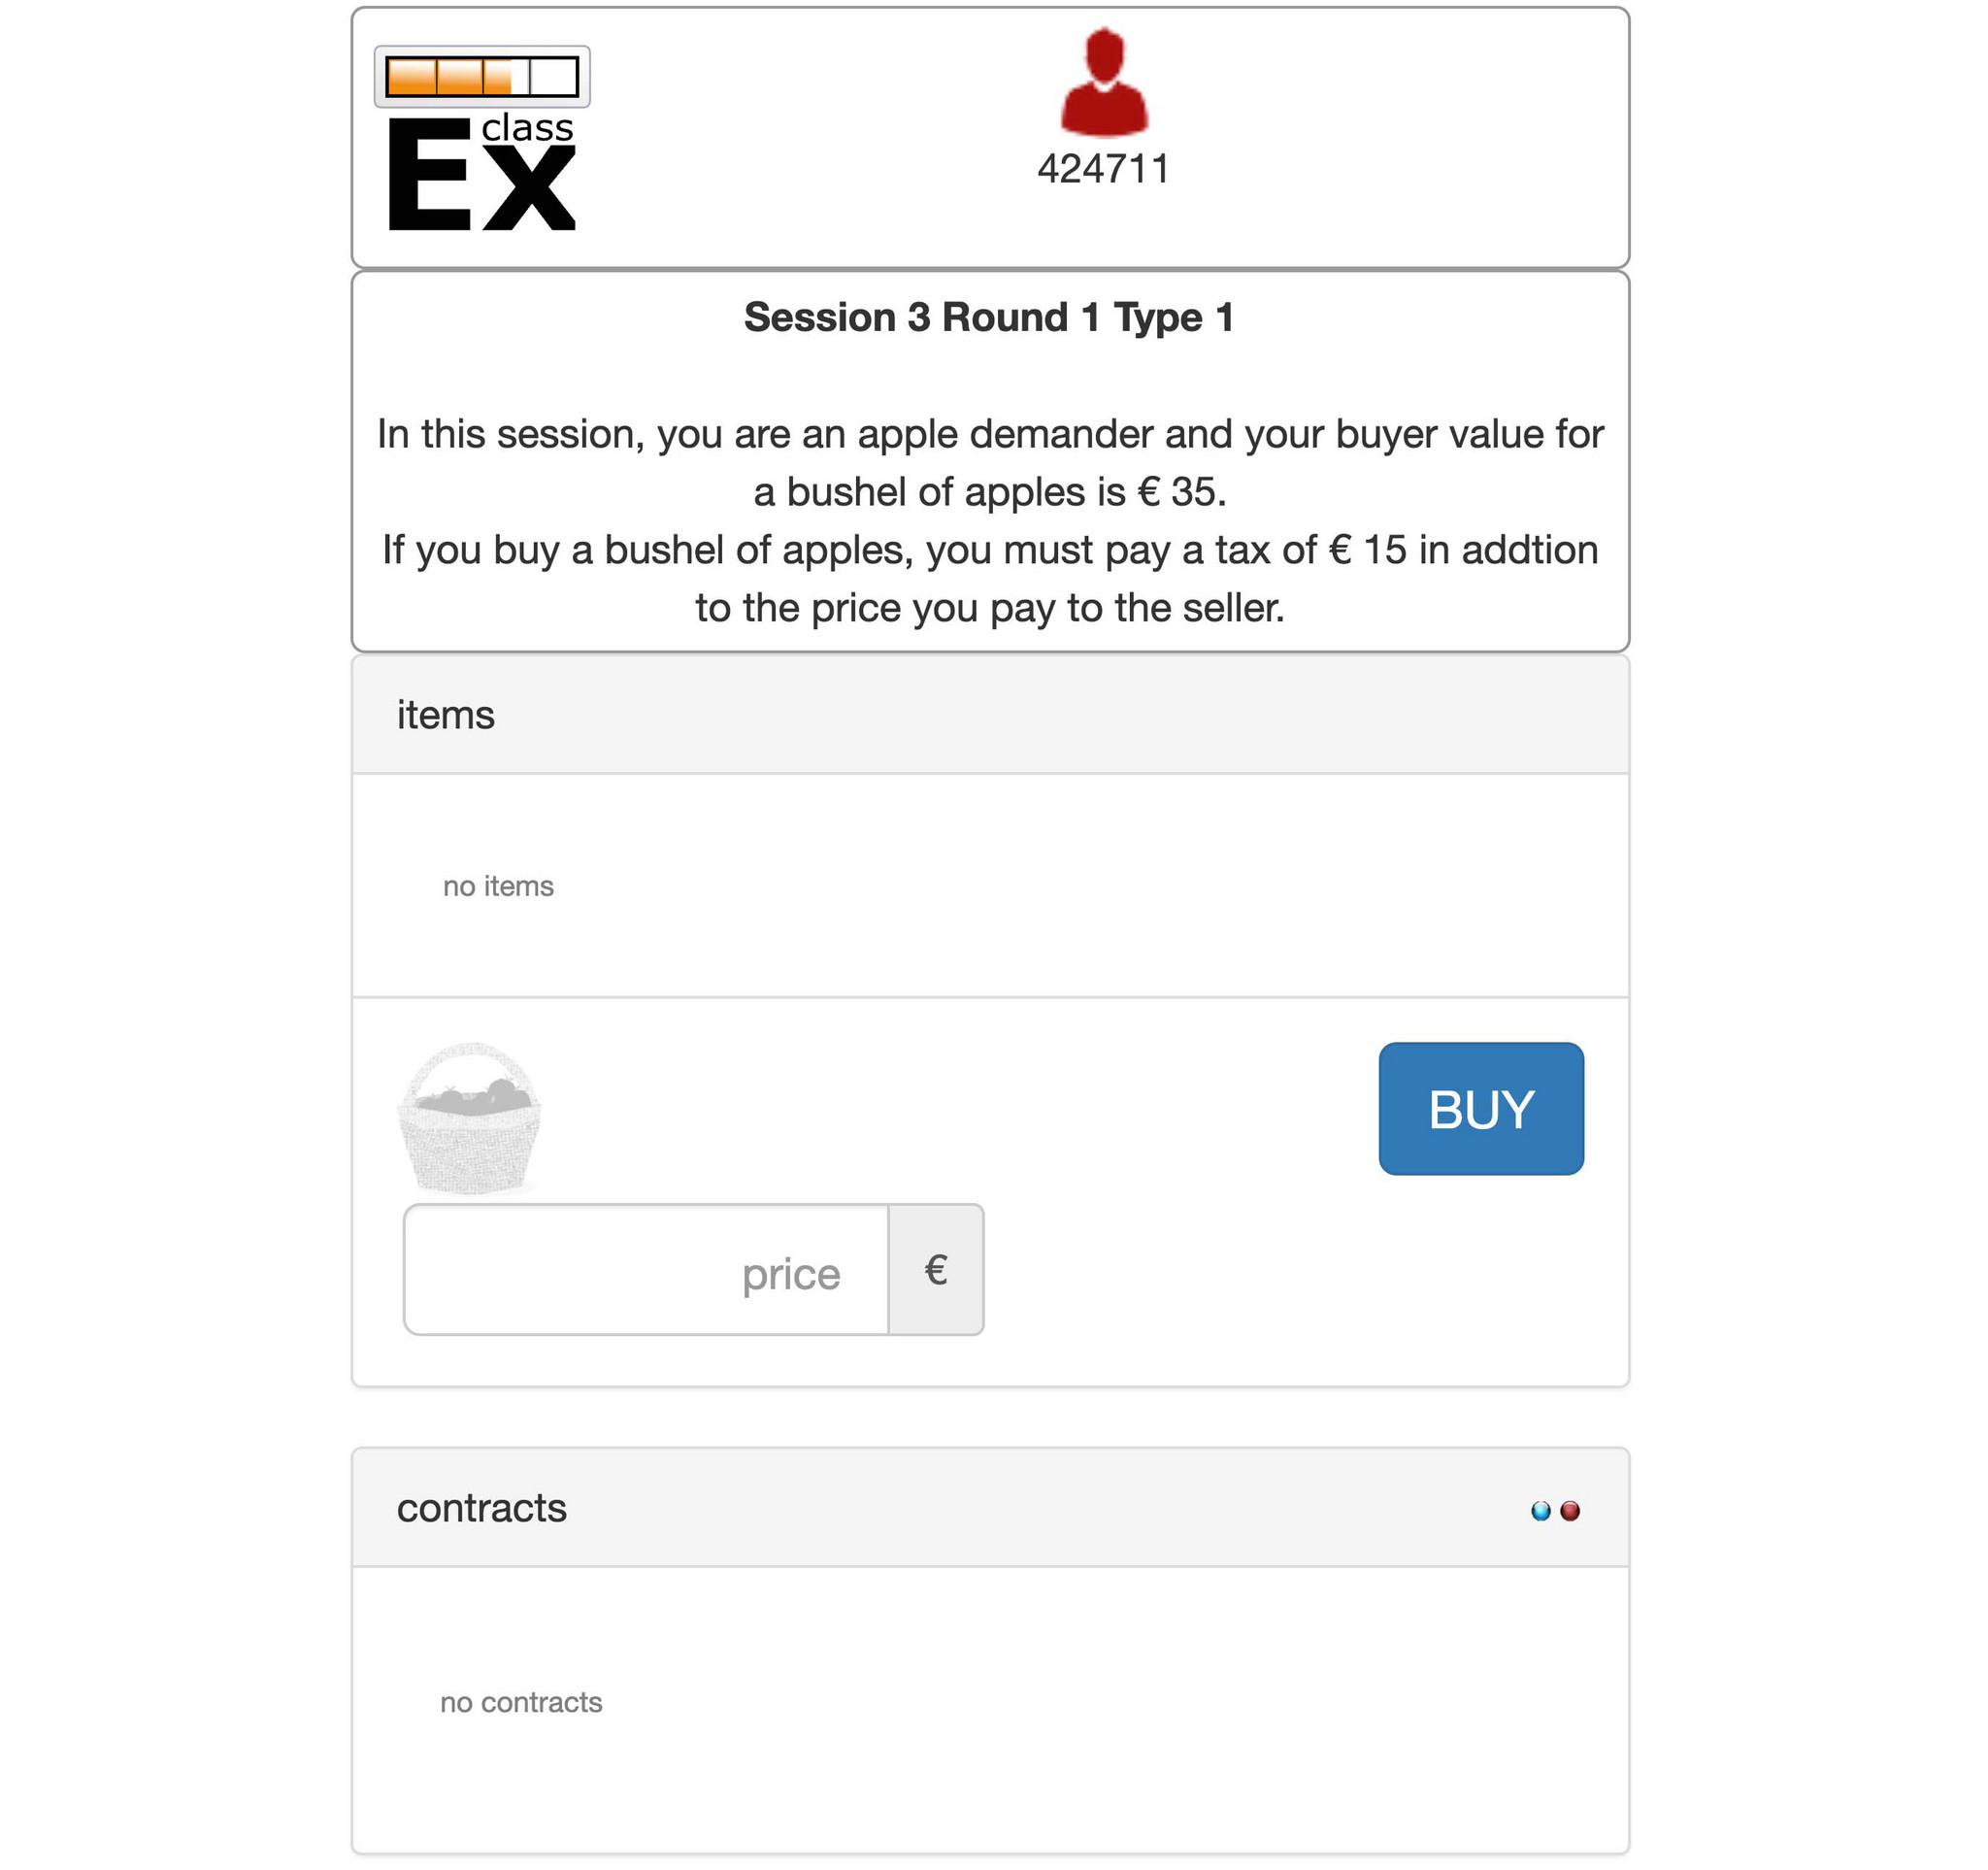 class
Ex
424711
Session 3 Round 1 Type 1
In this session, you are an apple demander and your buyer value for
a bushel of apples is € 35.
If you buy a bushel of apples, you must pay a tax of € 15 in addtion
to the price you pay to the seller.
items
no items
BUY
price €
contracts
no contracts